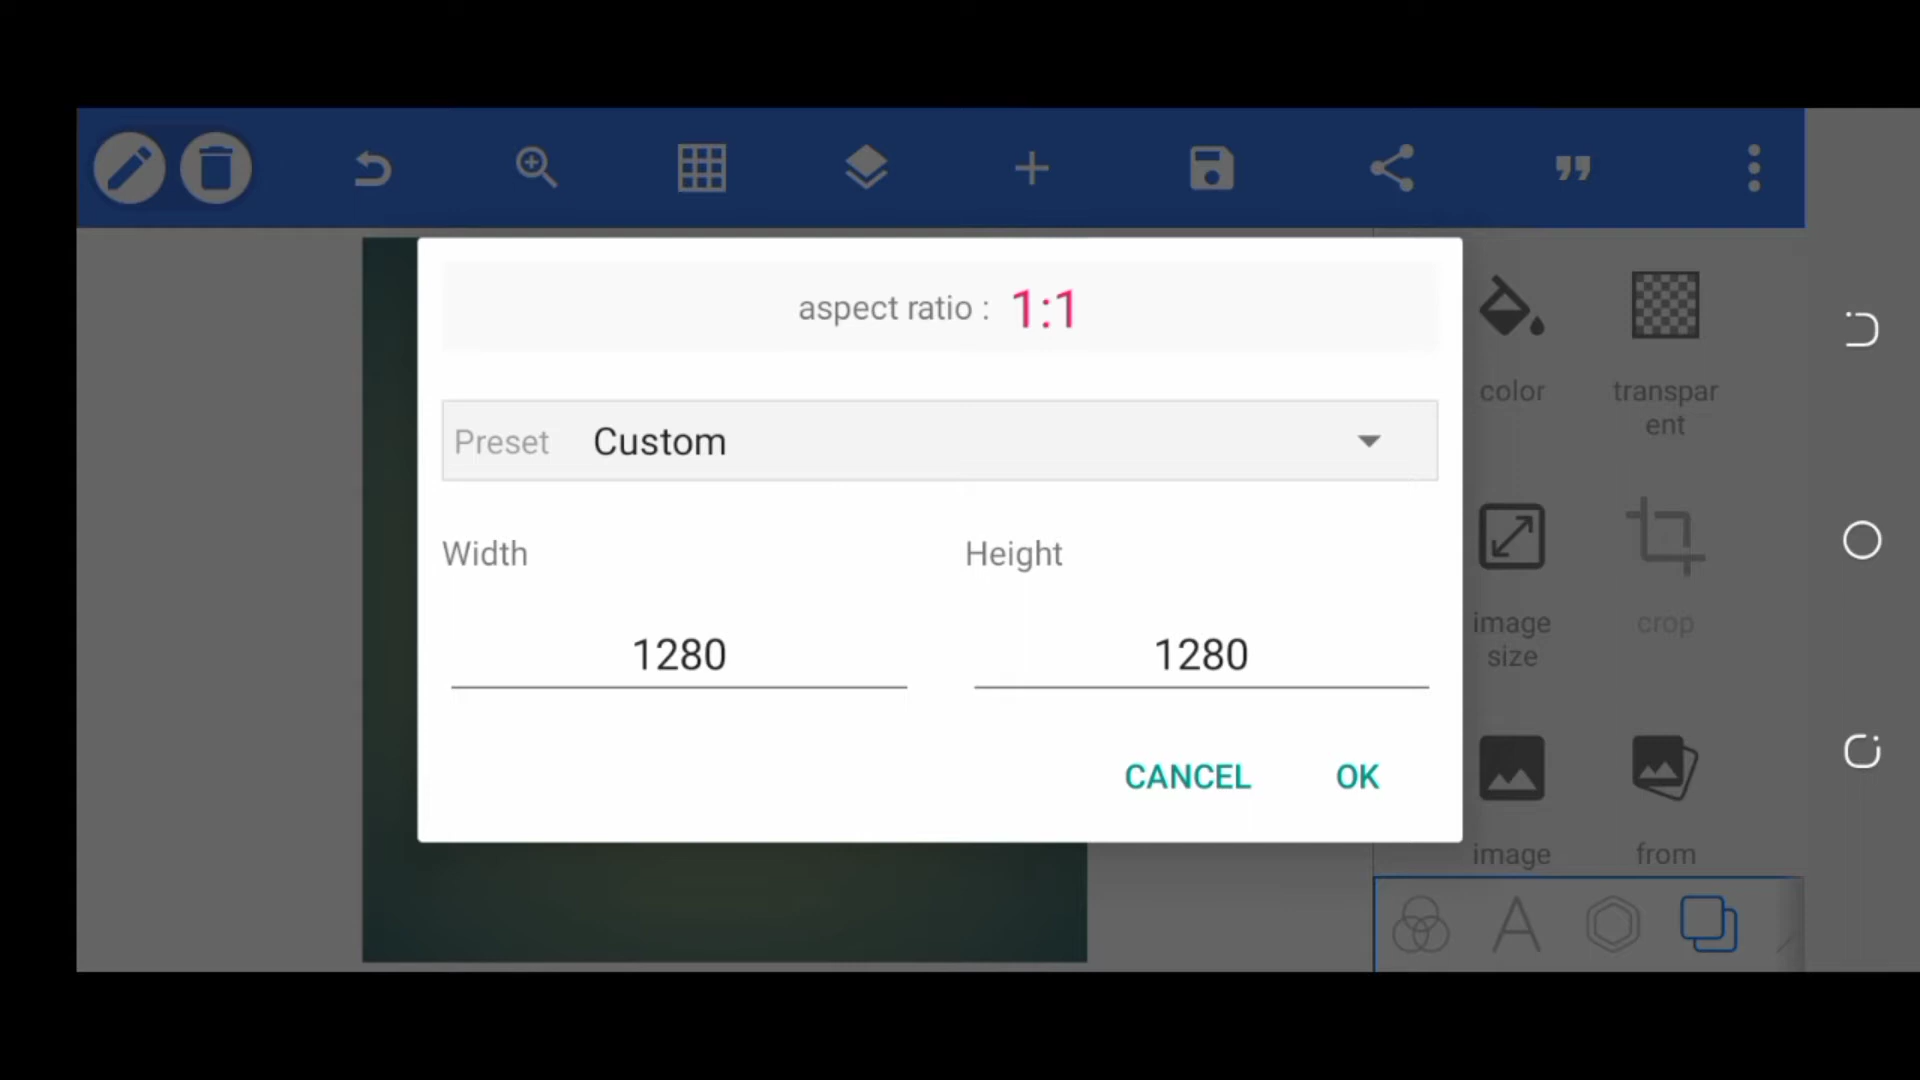 aspect ratio : 1:1
Preset Custom
Width Height
1280 1280
CANCEL OK
color transpar
ent
image crop
size
image from